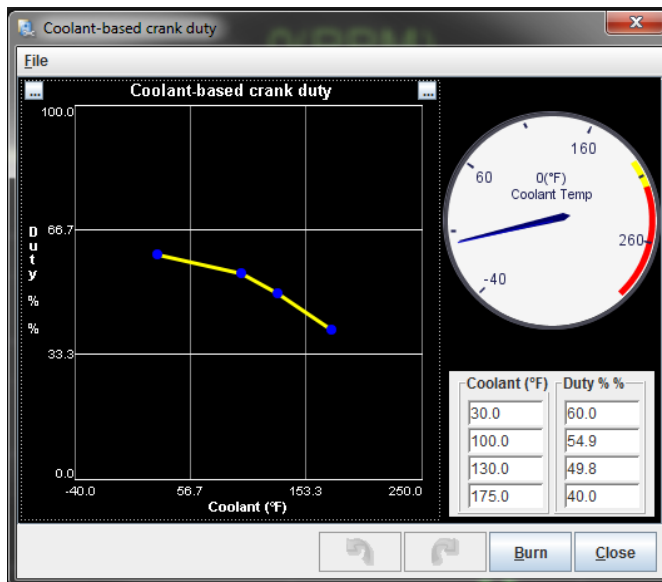 0(RPM)
Coolant-based crank duty
File
...
Coolant-based crank duty
...
100.0
66.7
33.3
0.0
Duty % %
-40.0 56.7 153.3 250.0
Coolant (°F)
160
60
0(°F)
Coolant Temp
260
-40
Coolant (°F) Duty % %
30.0 60.0
100.0 54.9
130.0 49.8
175.0 40.0
Burn Close